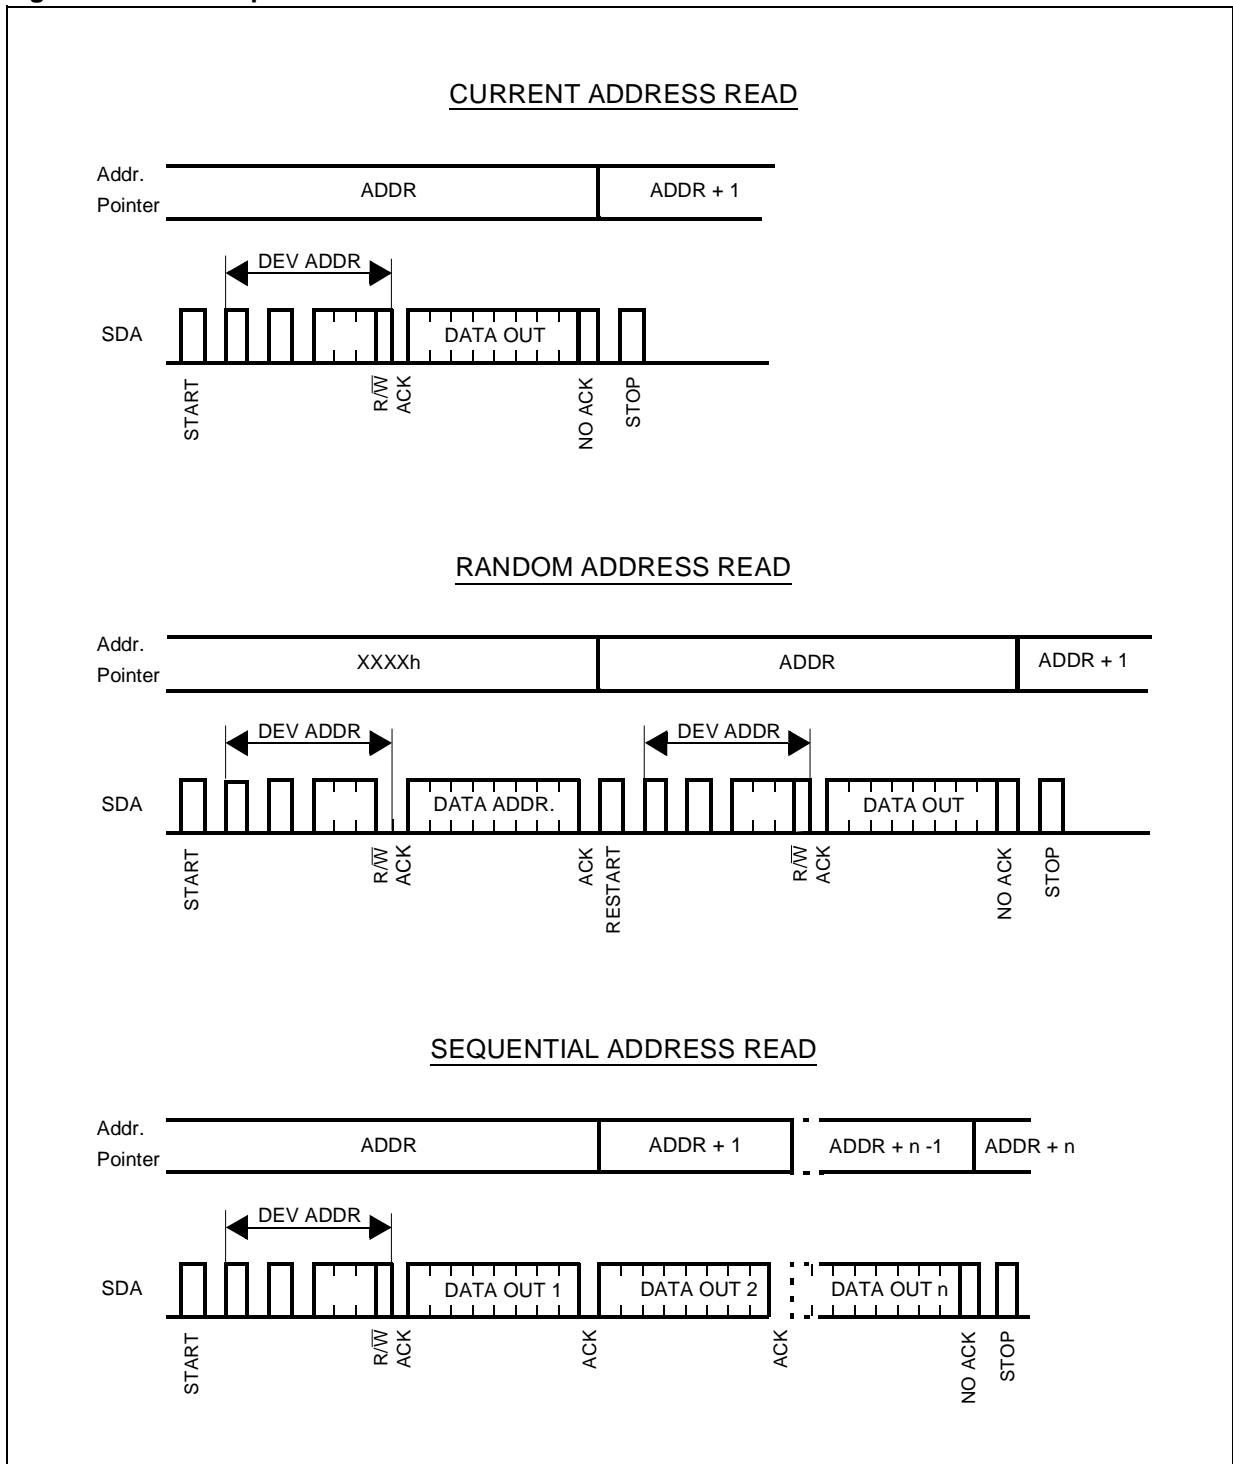 CURRENT ADDRESS READ
Addr.
Pointer
ADDR
ADDR + 1
DEV ADDR
SDA
DATA OUT
START
R/W
ACK
NO ACK
STOP
RANDOM ADDRESS READ
Addr.
Pointer
XXXXh
ADDR
ADDR + 1
DEV ADDR
DEV ADDR
SDA
DATA ADDR.
DATA OUT
START
R/W
ACK
ACK
RESTART
R/W
ACK
NO ACK
STOP
SEQUENTIAL ADDRESS READ
Addr.
Pointer
ADDR
ADDR + 1
ADDR + n -1
ADDR + n
DEV ADDR
SDA
DATA OUT 1
DATA OUT 2
DATA OUT n
START
R/W
ACK
ACK
ACK
NO ACK
STOP